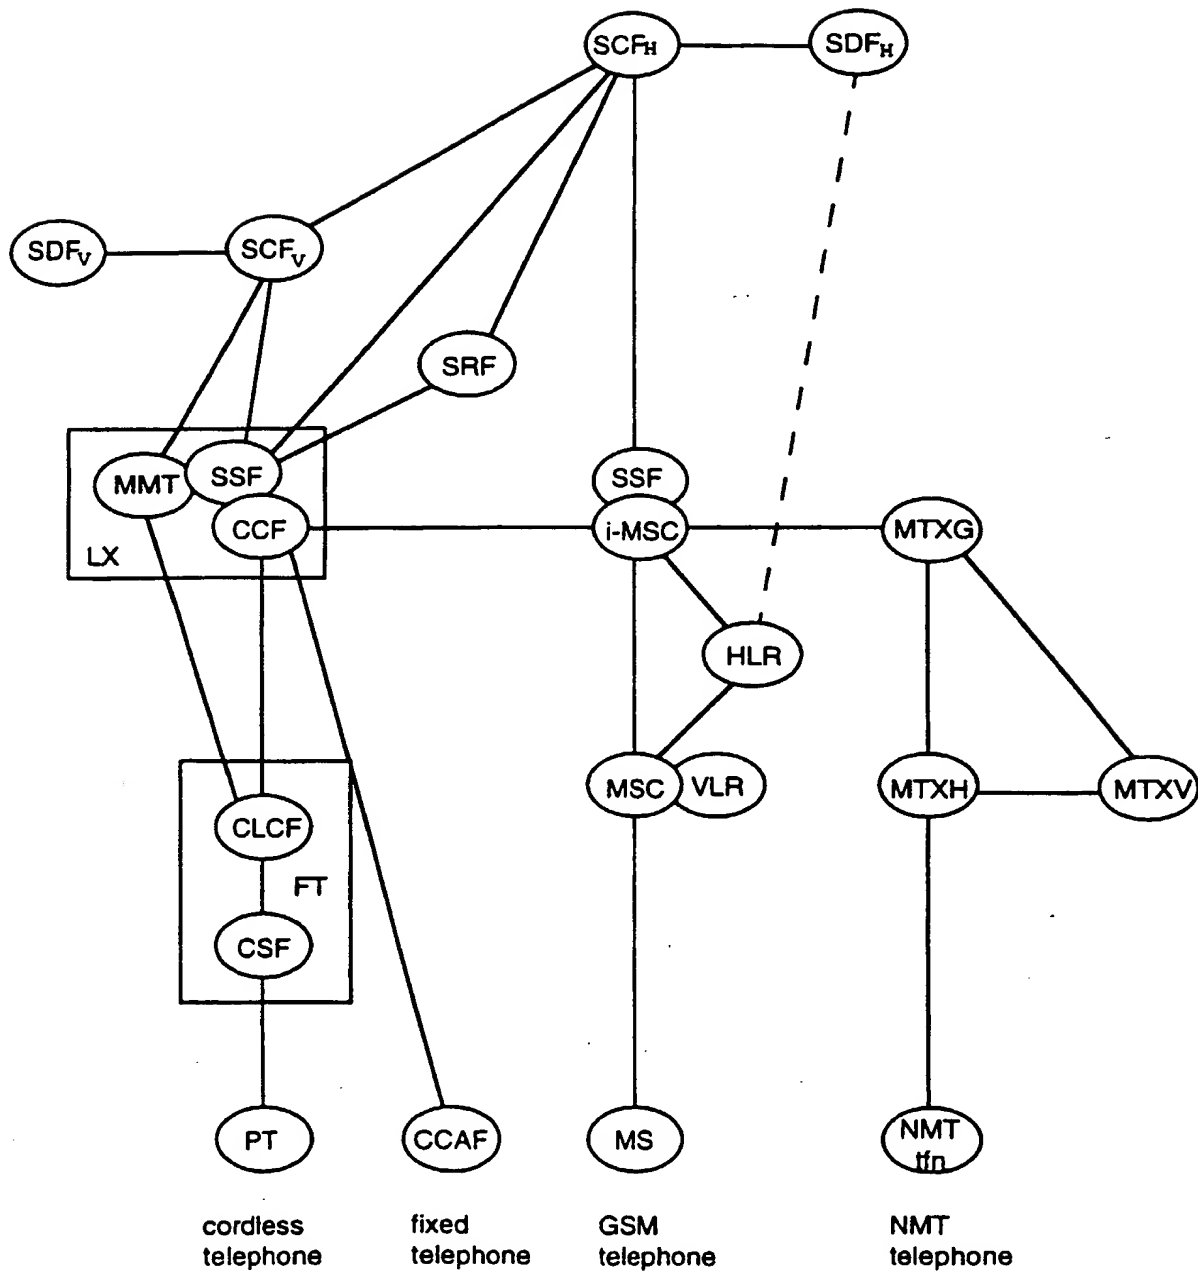 SCFH
SDFH
SDFV
SCFV
SRF
MMT
SSF
CCF
LX
SSF
i-MSC
MTXG
HLR
MSC
VLR
MTXH
MTXV
CLCF
FT
CSF
PT
CCAF
MS
NMT
tfn
cordless
telephone
fixed
telephone
GSM
telephone
NMT
telephone